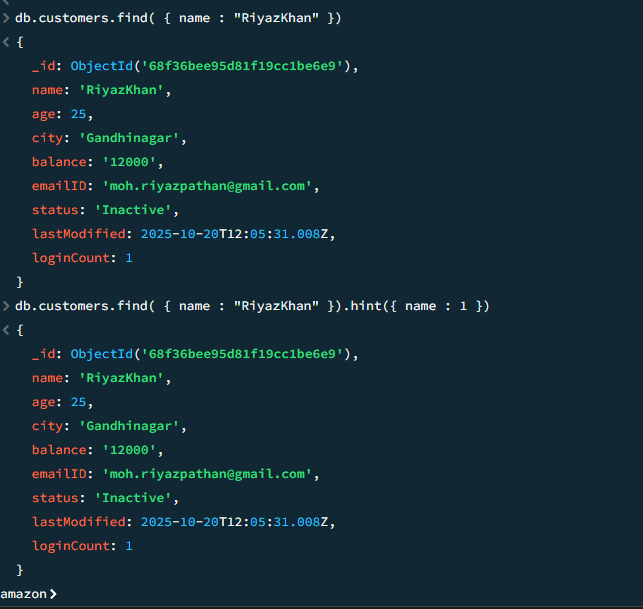 > db.customers.find( { name : "RiyazKhan" })
< {
_id: ObjectId('68f36bee95d81f19cc1be6e9'),
name: 'RiyazKhan',
age: 25,
city: 'Gandhinagar',
balance: '12000',
emailID: 'moh.riyazpathan@gmail.com',
status: 'Inactive',
lastModified: 2025-10-20T12:05:31.008Z,
loginCount: 1
}
> db.customers.find( { name : "RiyazKhan" }).hint({ name : 1 })
< {
_id: ObjectId('68f36bee95d81f19cc1be6e9'),
name: 'RiyazKhan',
age: 25,
city: 'Gandhinagar',
balance: '12000',
emailID: 'moh.riyazpathan@gmail.com',
status: 'Inactive',
lastModified: 2025-10-20T12:05:31.008Z,
loginCount: 1
}
amazon>